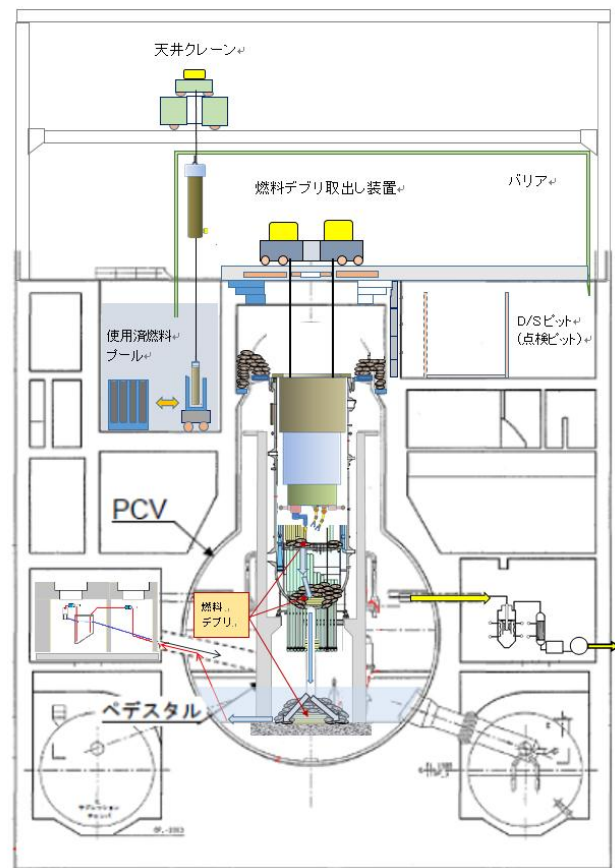 天井クレーン
燃料デブリ取出し装置
バリア
使用済燃料
プール
D/Sピット
(点検ピット)
PCV
燃料
デブリ
ペデスタル